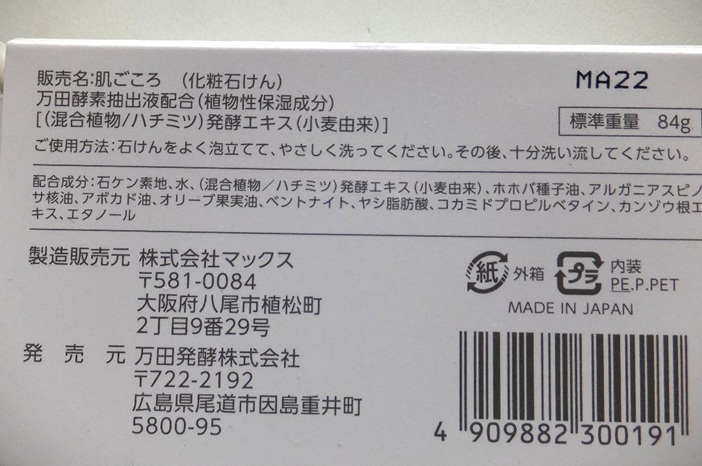 販売名:肌ごころ （化粧石けん）
MA22
万田酵素抽出液配合(植物性保湿成分)
[(混合植物/ハチミツ)発酵エキス(小麦由来)]
標準重量 84g
ご使用方法:石けんをよく泡立てて、やさしく洗ってください。その後、十分洗い流してください。
配合成分:石ケン素地、水、(混合植物／ハチミツ)発酵エキス(小麦由来)、ホホバ種子油、アルガニアスピノ
サ核油、アボカド油、オリーブ果実油、ベントナイト、ヤシ脂肪酸、コカミドプロピルベタイン、カンゾウ根エ
キス、エタノール
製造販売元 株式会社マックス
〒581-0084
大阪府八尾市植松町
2丁目9番29号
発売元 万田発酵株式会社
〒722-2192
広島県尾道市因島重井町
5800-95
紙 外箱 プラ 内装
PE.P.PET
MADE IN JAPAN
4 909882 300191